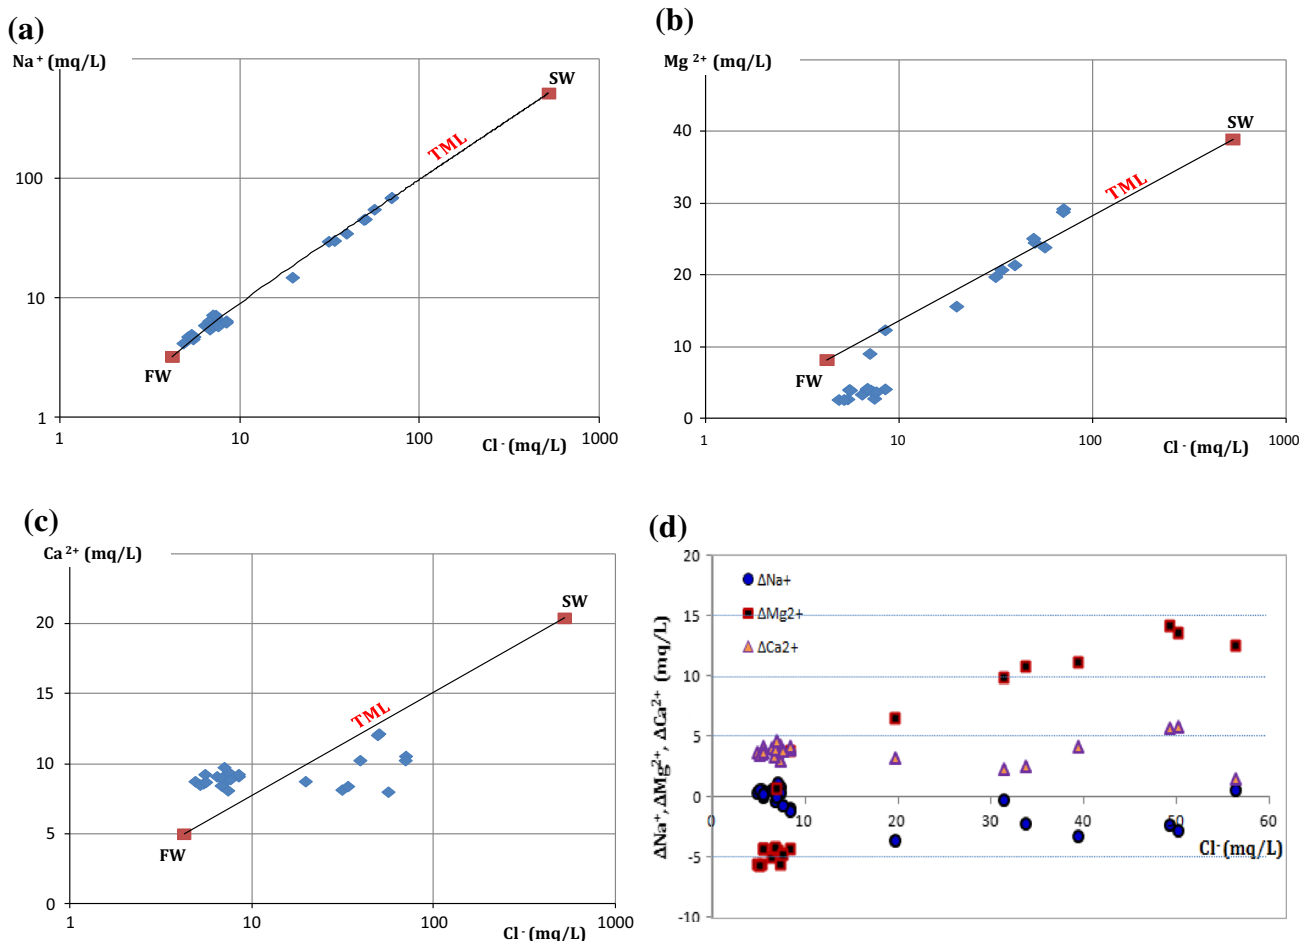 (a)
Na⁺ (mq/L)
SW
TML
100
10
FW
1
1 10 100 1000
Cl⁻ (mq/L)
Mg ²⁺ (mq/L)
SW
40
TML
30
20
10
FW
0
1 10 100 1000
Cl⁻ (mq/L)
(c)
Ca ²⁺ (mq/L)
SW
20
15
TML
10
5
FW
0
1 10 100 1000
Cl⁻ (mq/L)
(b)
(d)
20
ΔNa+
15
ΔMg2+
ΔCa2+
10
5
0
0 10 20 30 40 50 60
-5
-10
Cl⁻ (mq/L)
ΔNa⁺, ΔMg²⁺, ΔCa²⁺ (mq/L)